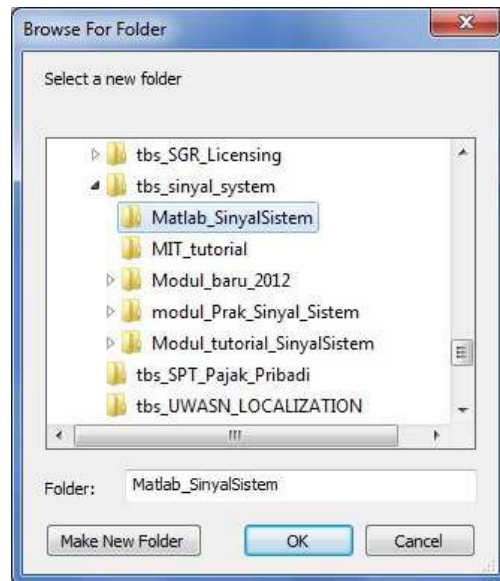 Browse For Folder
Select a new folder
tbs_SGR_Licensing
tbs_sinyal_system
Matlab_SinyalSistem
MIT_tutorial
Modul_baru_2012
modul_Prak_Sinyal_Sistem
Modul_tutorial_SinyalSistem
tbs_SPT_Pajak_Pribadi
tbs_UWASN_LOCALIZATION
Folder: Matlab_SinyalSistem
Make New Folder OK Cancel